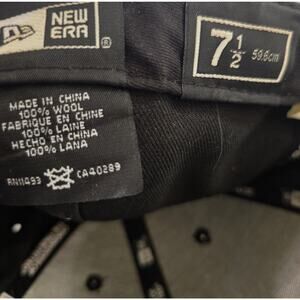 NEW
ERA
®
7 1/2 59.6cm
MADE IN CHINA
100% WOOL
FABRIQUE EN CHINE
100% LAINE
HECHO EN CHINA
100% LANA
RN11493 CA40289